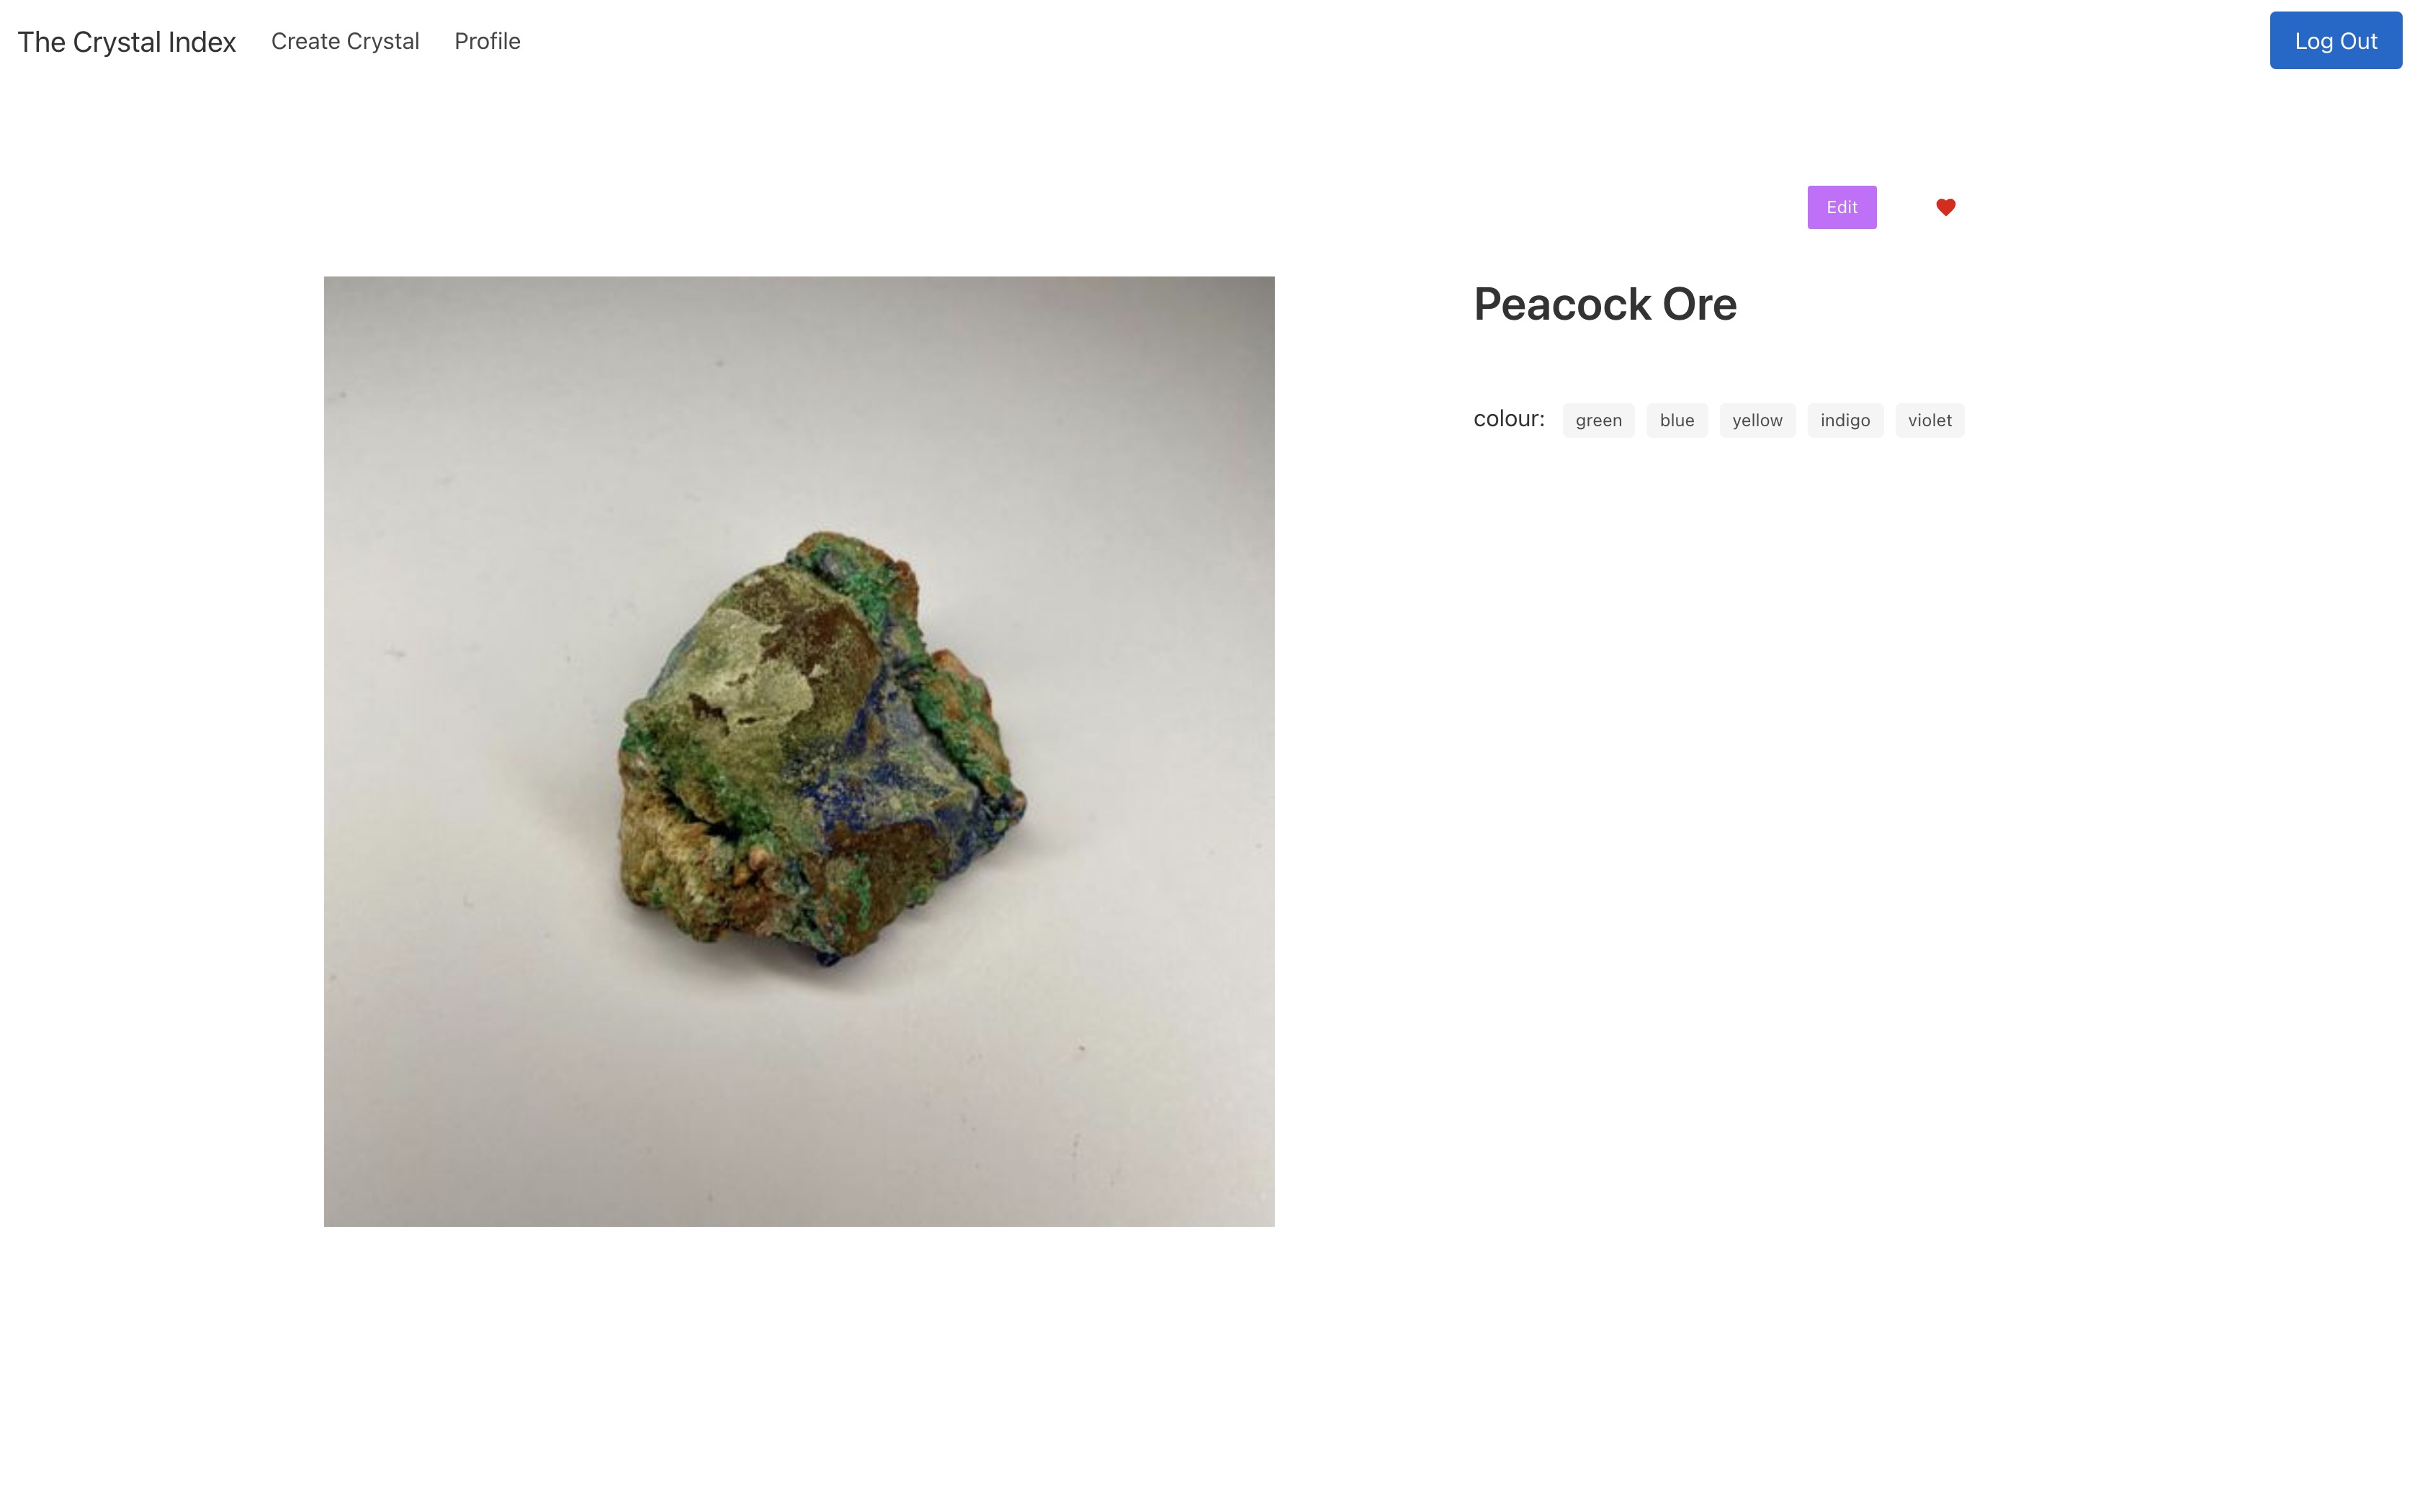 The Crystal Index Create Crystal Profile Log Out
Edit
Peacock Ore
colour: green blue yellow indigo violet